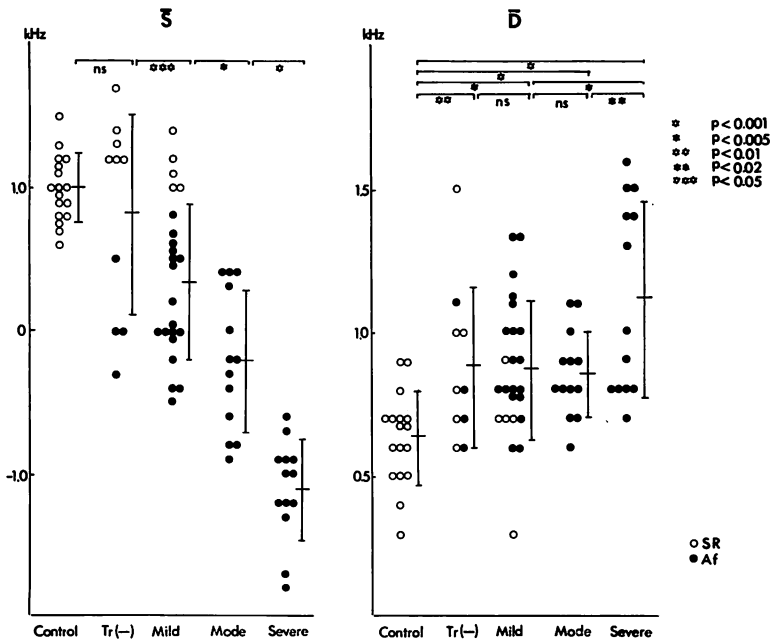 S̄ D̄
kHz kHz
ns ☆☆☆ * ☆
☆
*
* *
☆☆ ns ns **
☆ p<0.001
* p<0.005
☆☆ p<0.01
** p<0.02
☆☆☆ p<0.05
1.0
0
-1.0
1.5
1.0
0.5
○ SR
● Af
Control Tr(—) Mild Mode Severe
Control Tr(—) Mild Mode Severe